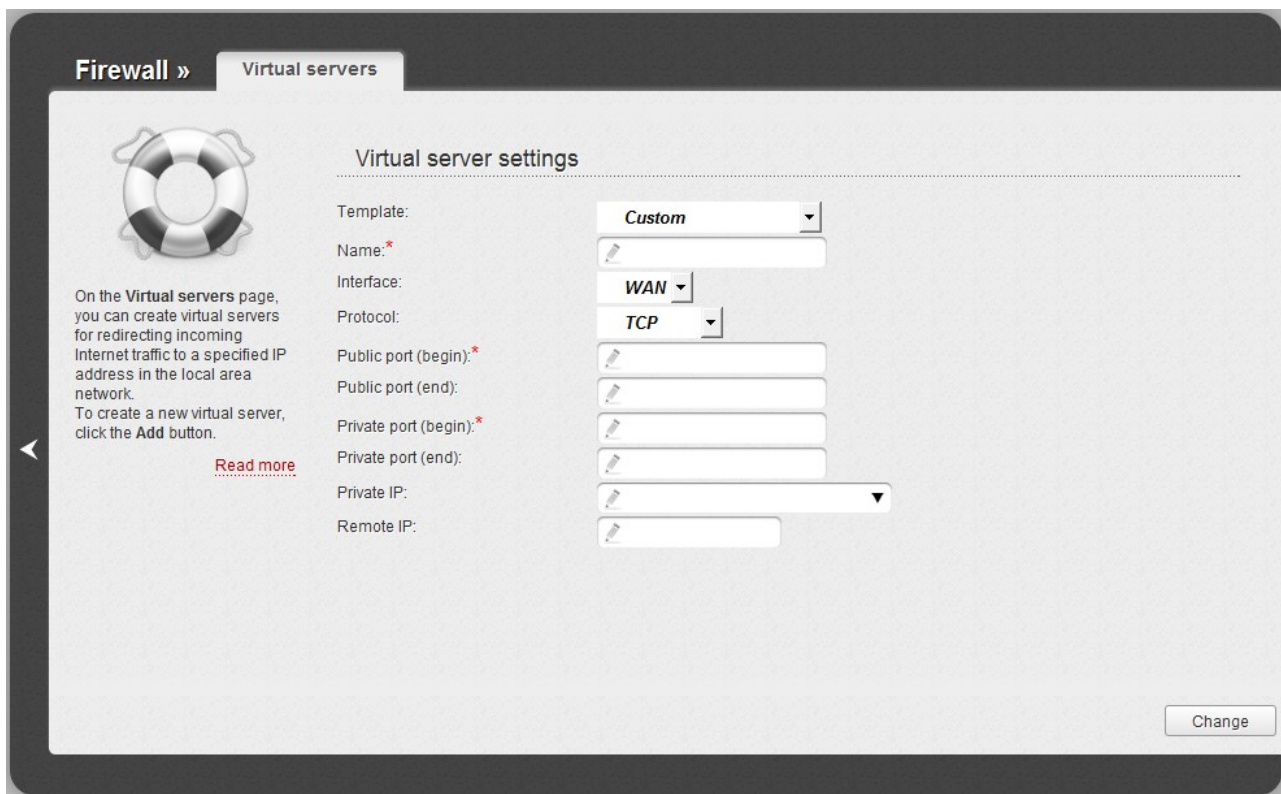 Firewall »
Virtual servers
On the Virtual servers page,
you can create virtual servers
for redirecting incoming
Internet traffic to a specified IP
address in the local area
network.
To create a new virtual server,
click the Add button.
Read more
Virtual server settings
Template: Custom
Name:*
Interface: WAN
Protocol: TCP
Public port (begin):*
Public port (end):
Private port (begin):*
Private port (end):
Private IP:
Remote IP:
Change